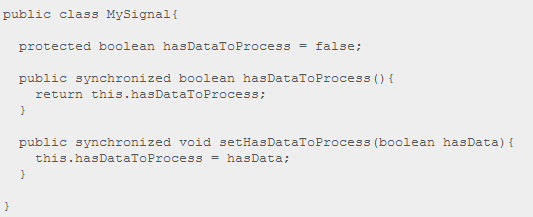 public class MySignal{
protected boolean hasDataToProcess = false;
public synchronized boolean hasDataToProcess(){
return this.hasDataToProcess;
}
public synchronized void setHasDataToProcess(boolean hasData){
this.hasDataToProcess = hasData;
}
}